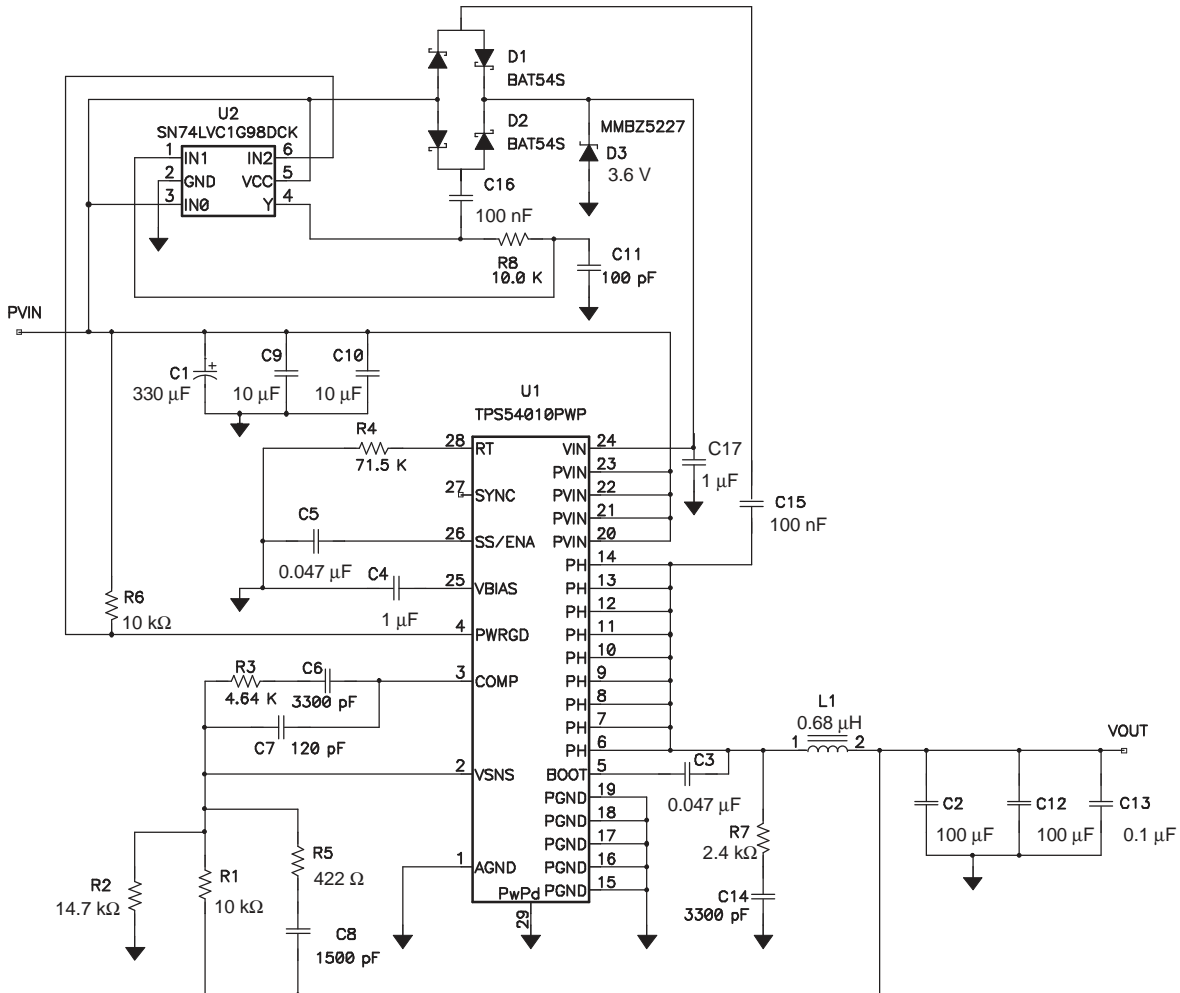 D1
BAT54S
U2
SN74LVC1G98DCK
D2
BAT54S
MMBZ5227
D3
3.6 V
1 IN1 IN2 6
2 GND VCC 5
3 IN0 Y 4
C16
100 nF
R8
10.0 K
C11
100 pF
PVIN
C1
330 µF
C9
10 µF
C10
10 µF
U1
TPS54010PWP
R4
71.5 K
28 RT VIN 24
PVIN 23
27 SYNC PVIN 22
PVIN 21
26 SS/ENA PVIN 20
PH 14
25 VBIAS PH 13
PH 12
4 PWRGD PH 11
PH 10
3 COMP PH 9
PH 8
PH 7
PH 6
2 VSNS BOOT 5
PGND 19
PGND 18
PGND 17
1 AGND PGND 16
PGND 15
PwPd
29
C17
1 µF
C15
100 nF
C5
0.047 µF
C4
1 µF
R6
10 kΩ
R3
4.64 K
C6
3300 pF
C7 120 pF
L1
0.68 µH
1 2
VOUT
C3
0.047 µF
R7
2.4 kΩ
C14
3300 pF
C2
100 µF
C12
100 µF
C13
0.1 µF
R2
14.7 kΩ
R1
10 kΩ
R5
422 Ω
C8
1500 pF
+